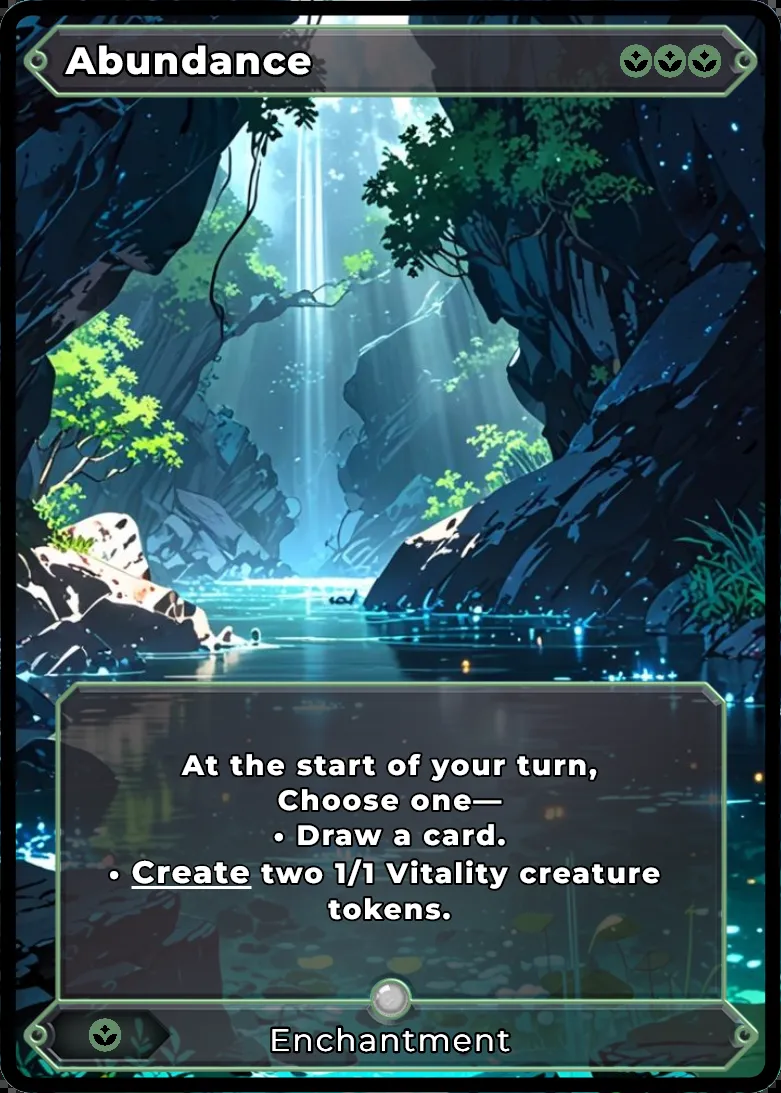 Abundance
At the start of your turn,
Choose one—
• Draw a card.
• Create two 1/1 Vitality creature
tokens.
Enchantment